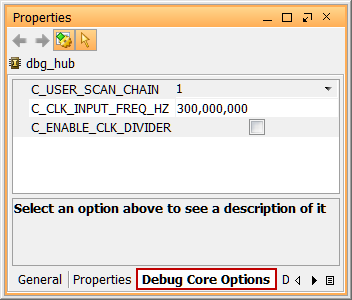 Properties
dbg_hub
C_USER_SCAN_CHAIN 1
C_CLK_INPUT_FREQ_HZ 300,000,000
C_ENABLE_CLK_DIVIDER
Select an option above to see a description of it
General Properties Debug Core Options D